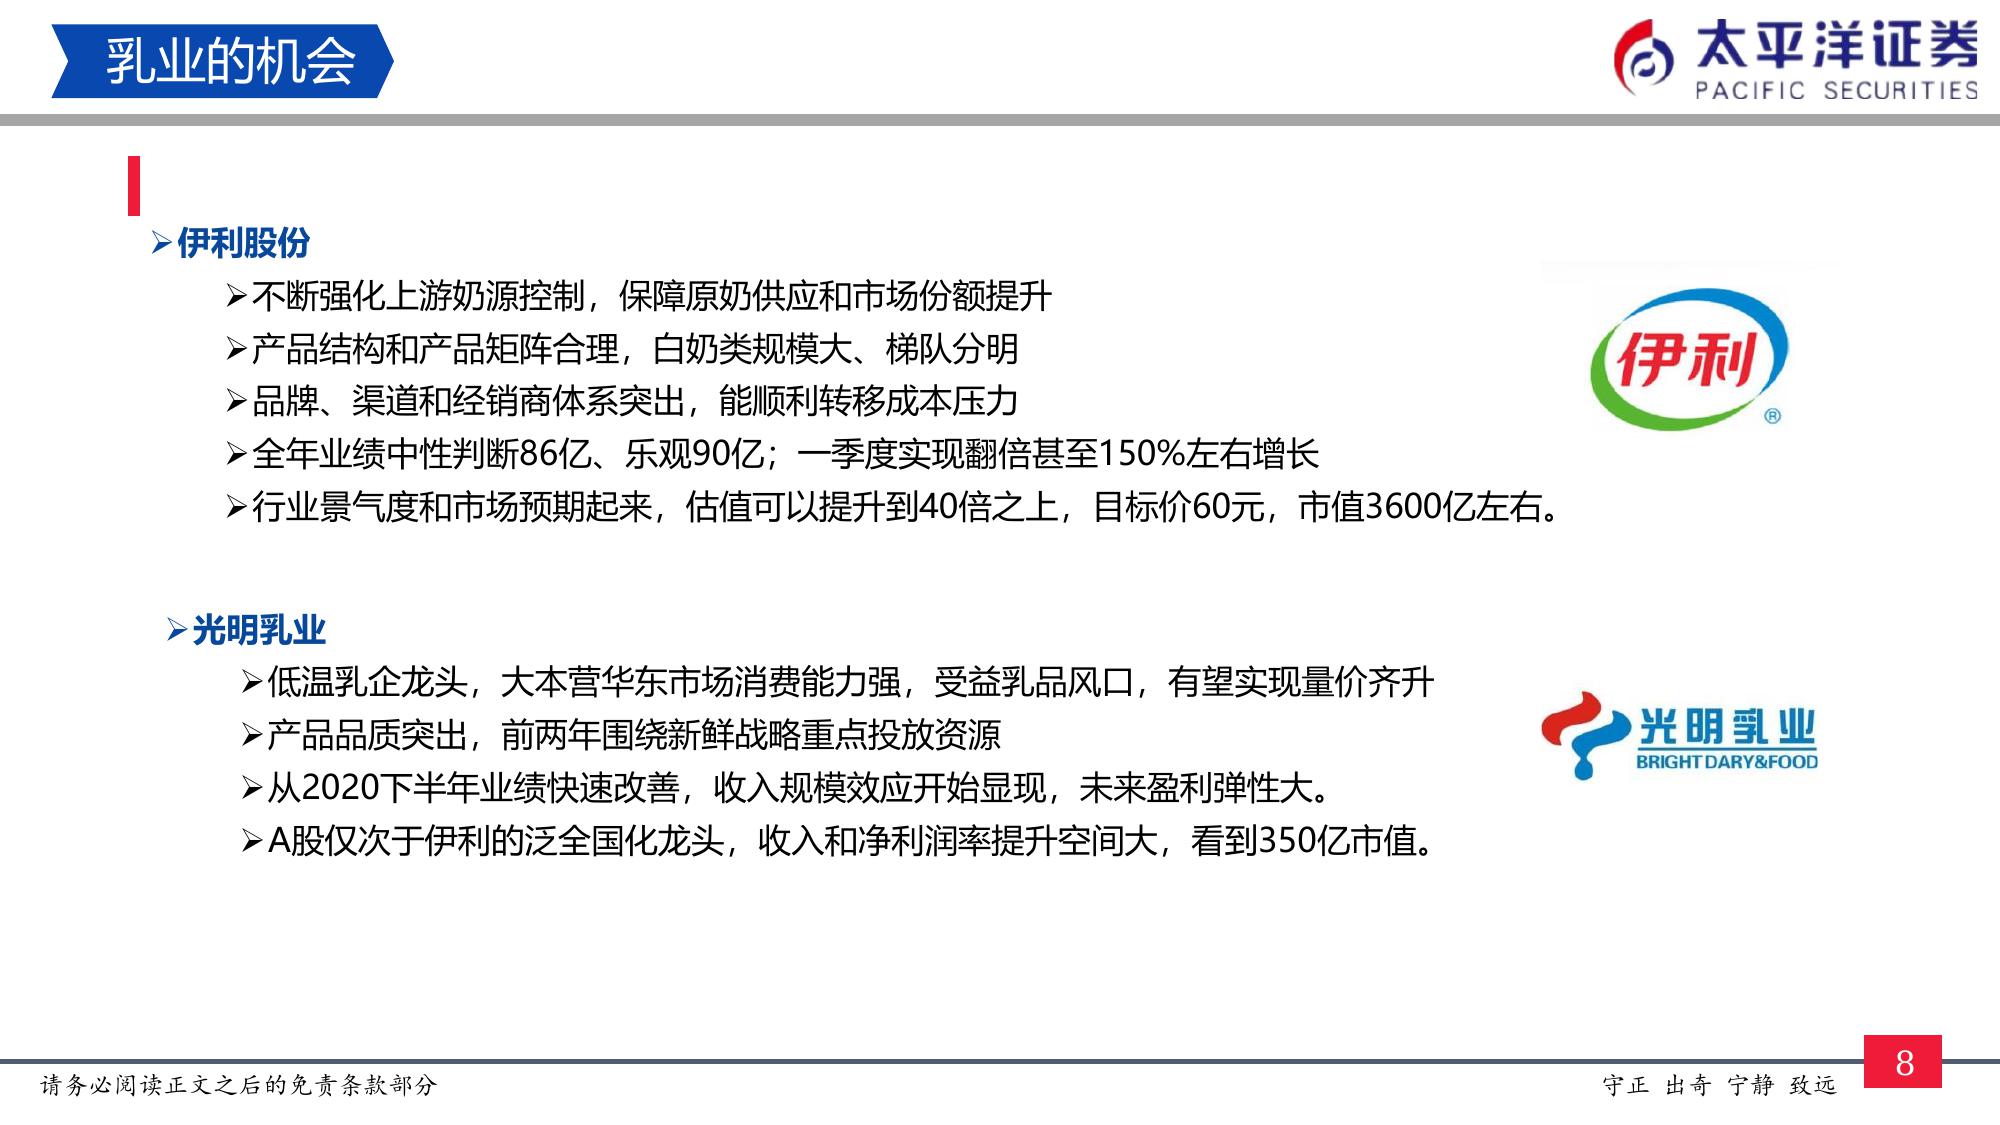 乳业的机会
太平洋证券
PACIFIC SECURITIES
➢伊利股份
➢不断强化上游奶源控制，保障原奶供应和市场份额提升
➢产品结构和产品矩阵合理，白奶类规模大、梯队分明
➢品牌、渠道和经销商体系突出，能顺利转移成本压力
➢全年业绩中性判断86亿、乐观90亿；一季度实现翻倍甚至150%左右增长
➢行业景气度和市场预期起来，估值可以提升到40倍之上，目标价60元，市值3600亿左右。
伊利
®
➢光明乳业
➢低温乳企龙头，大本营华东市场消费能力强，受益乳品风口，有望实现量价齐升
➢产品品质突出，前两年围绕新鲜战略重点投放资源
➢从2020下半年业绩快速改善，收入规模效应开始显现，未来盈利弹性大。
➢A股仅次于伊利的泛全国化龙头，收入和净利润率提升空间大，看到350亿市值。
光明乳业
BRIGHT DARY&FOOD
请务必阅读正文之后的免责条款部分
守正 出奇 宁静 致远
8